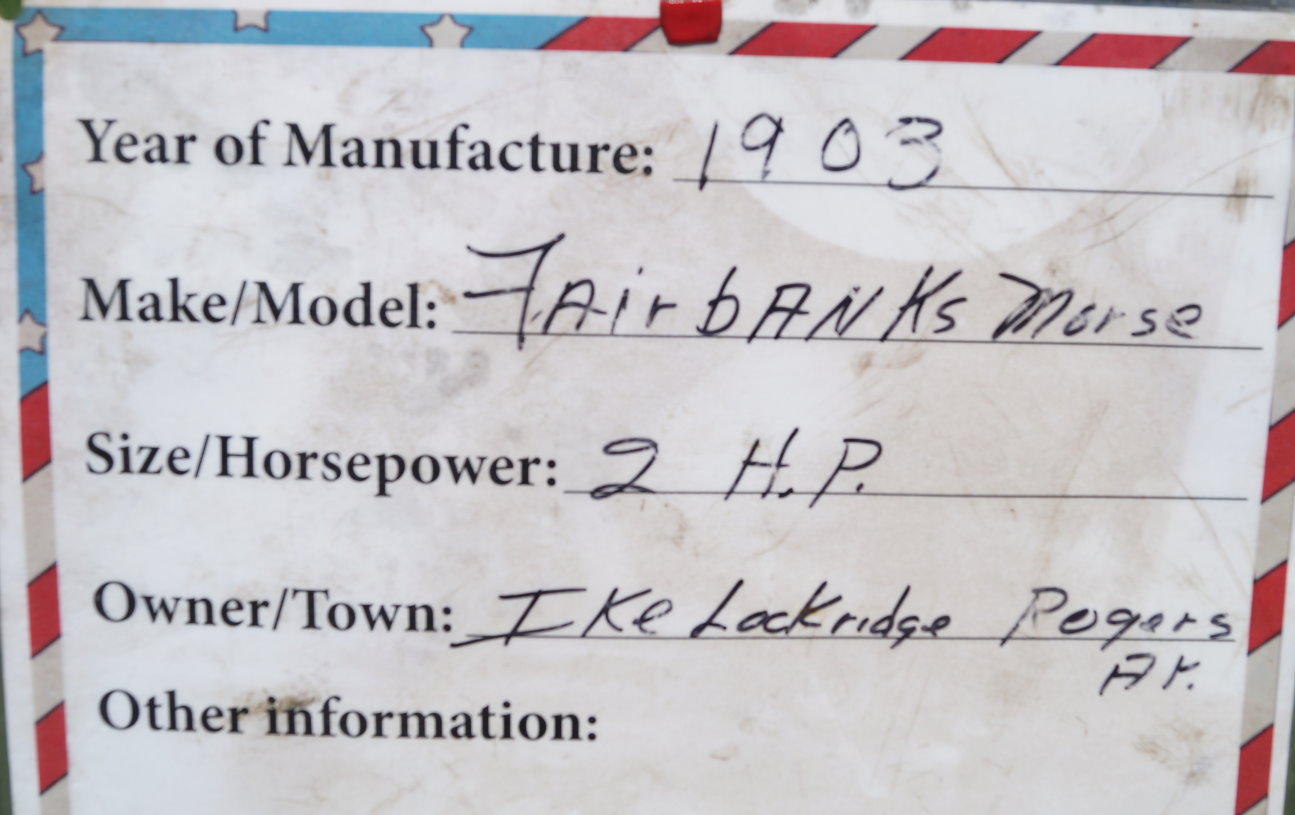 Year of Manufacture: 1903
Make/Model: FAirbANKs Morse
Size/Horsepower: 2 H.P.
Owner/Town: IKe Lockridge Rogers
Ar.
Other information: